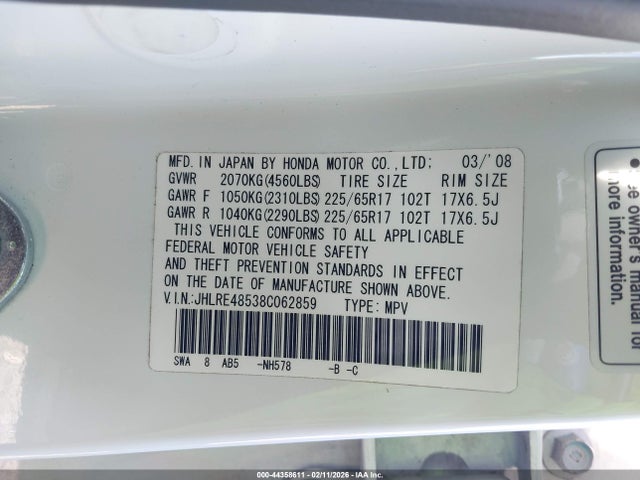 MFD. IN JAPAN BY HONDA MOTOR CO., LTD: 03/'08
GVWR 2070KG(4560LBS) TIRE SIZE RIM SIZE
GAWR F 1050KG(2310LBS) 225/65R17 102T 17X6.5J
GAWR R 1040KG(2290LBS) 225/65R17 102T 17X6.5J
THIS VEHICLE CONFORMS TO ALL APPLICABLE
FEDERAL MOTOR VEHICLE SAFETY
AND THEFT PREVENTION STANDARDS IN EFFECT
ON THE DATE OF MANUFACTURE SHOWN ABOVE.
V.I.N.:JHLRE48538C062859 TYPE: MPV
SWA 8 AB5 -NH578 -B -C
owner's manual for
more information.
000-44358611 - 02/11/2026 - COPYRIGHT IAA, LLC.